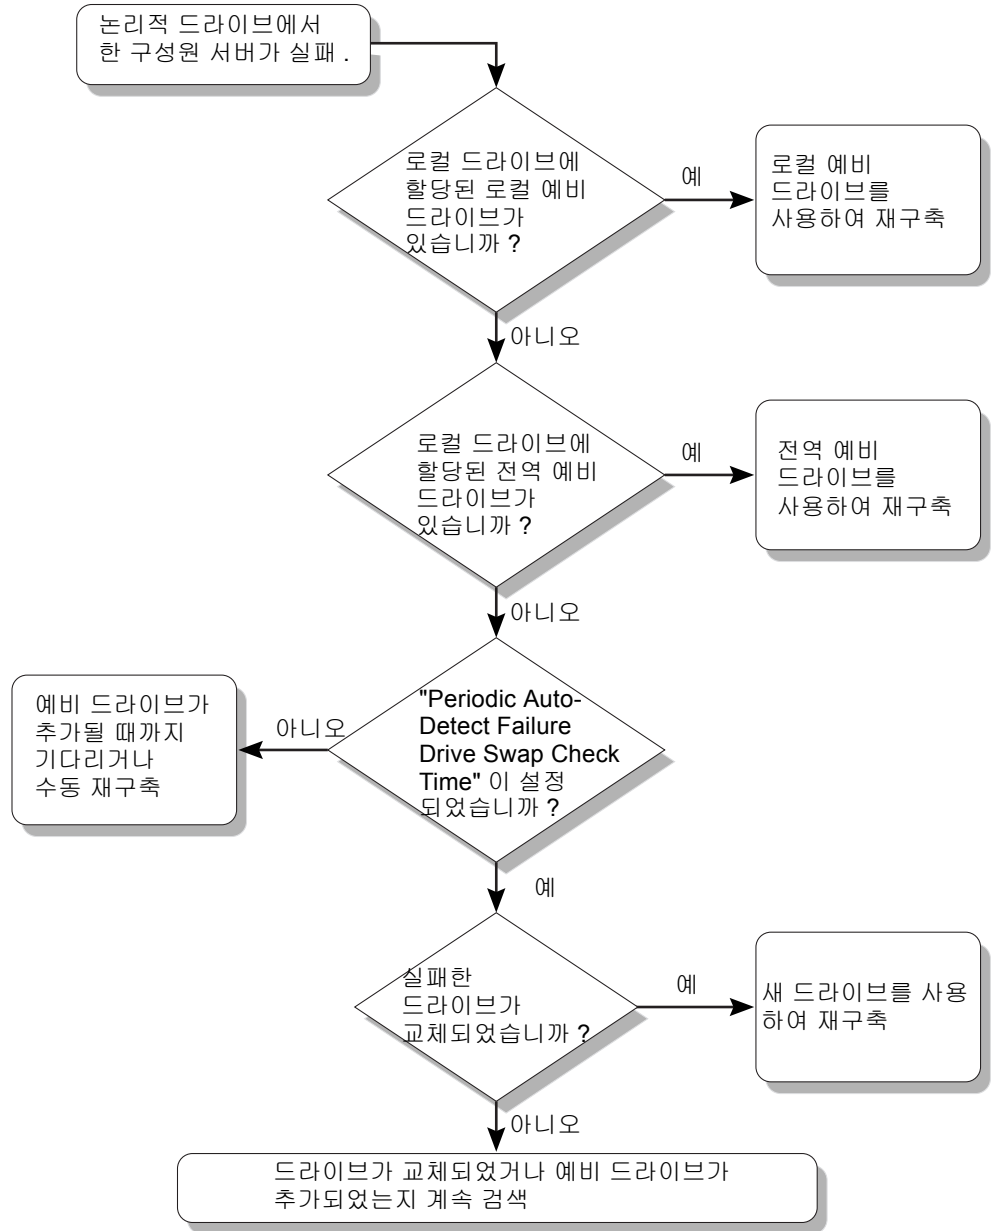 논리적 드라이브에서
한 구성원 서버가 실패 .
로컬 드라이브에
할당된 로컬 예비
드라이브가
있습니까 ?
예
로컬 예비
드라이브를
사용하여 재구축
아니오
로컬 드라이브에
할당된 전역 예비
드라이브가
있습니까 ?
예
전역 예비
드라이브를
사용하여 재구축
아니오
"Periodic Auto-
Detect Failure
Drive Swap Check
Time" 이 설정
되었습니까 ?
아니오
예비 드라이브가
추가될 때까지
기다리거나
수동 재구축
예
실패한
드라이브가
교체되었습니까 ?
예
새 드라이브를 사용
하여 재구축
아니오
드라이브가 교체되었거나 예비 드라이브가
추가되었는지 계속 검색